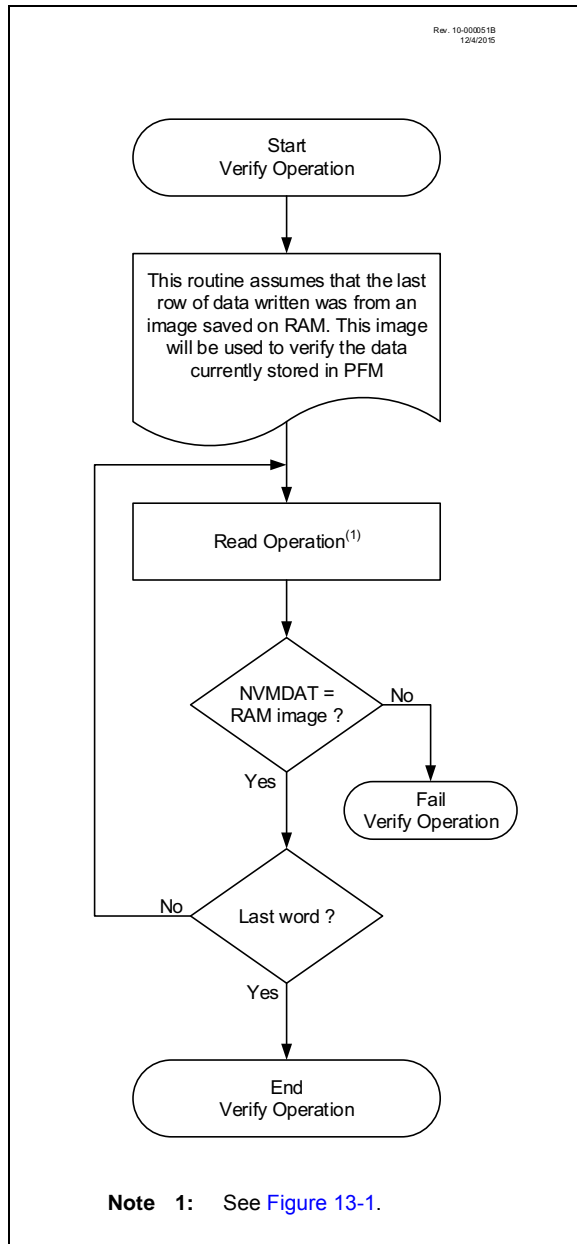 Rev. 10-000051B
12/4/2015
Start
Verify Operation
This routine assumes that the last
row of data written was from an
image saved on RAM. This image
will be used to verify the data
currently stored in PFM
Read Operation(1)
NVMDAT =
RAM image ?
No
Yes
Fail
Verify Operation
Last word ?
No
Yes
End
Verify Operation
Note 1: See Figure 13-1.